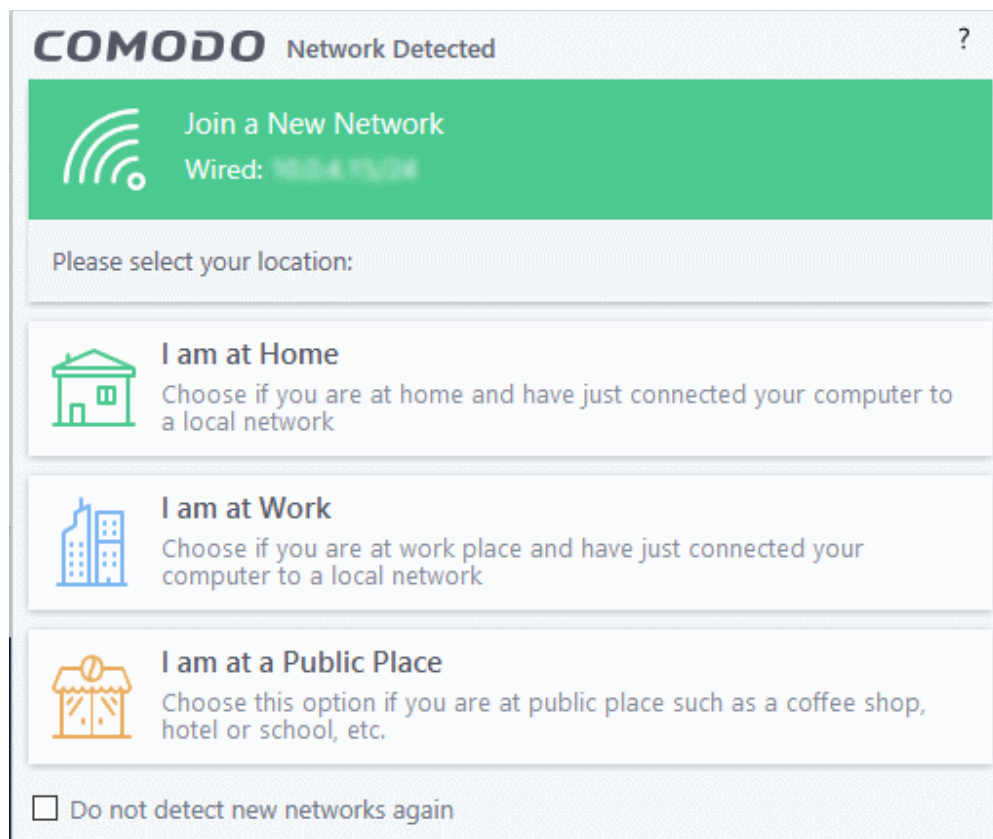 COMODO Network Detected
?
Join a New Network
Wired:
Please select your location:
I am at Home
Choose if you are at home and have just connected your computer to
a local network
I am at Work
Choose if you are at work place and have just connected your
computer to a local network
I am at a Public Place
Choose this option if you are at public place such as a coffee shop,
hotel or school, etc.
Do not detect new networks again